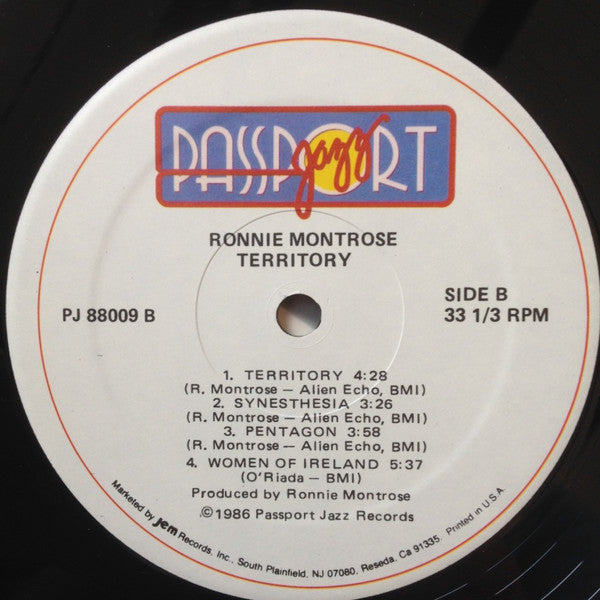 PASSPORT
Jazz
RONNIE MONTROSE
TERRITORY
PJ 88009 B
SIDE B
33 1/3 RPM
1. TERRITORY 4:28
(R. Montrose — Alien Echo, BMI)
2. SYNESTHESIA 3:26
(R. Montrose — Alien Echo, BMI)
3. PENTAGON 3:58
(R. Montrose — Alien Echo, BMI)
4. WOMEN OF IRELAND 5:37
(O'Riada — BMI)
Produced by Ronnie Montrose
©1986 Passport Jazz Records
Marketed by jem Records, Inc., South Plainfield, NJ 07080, Reseda, Ca 91335. Printed in U.S.A.